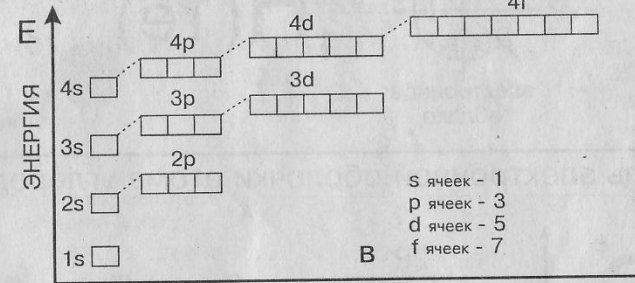 4f
4d
E
4p
4s
3d
3p
3s
2p
2s
1s
ЭНЕРГИЯ
s ячеек - 1
p ячеек - 3
d ячеек - 5
f ячеек - 7
В